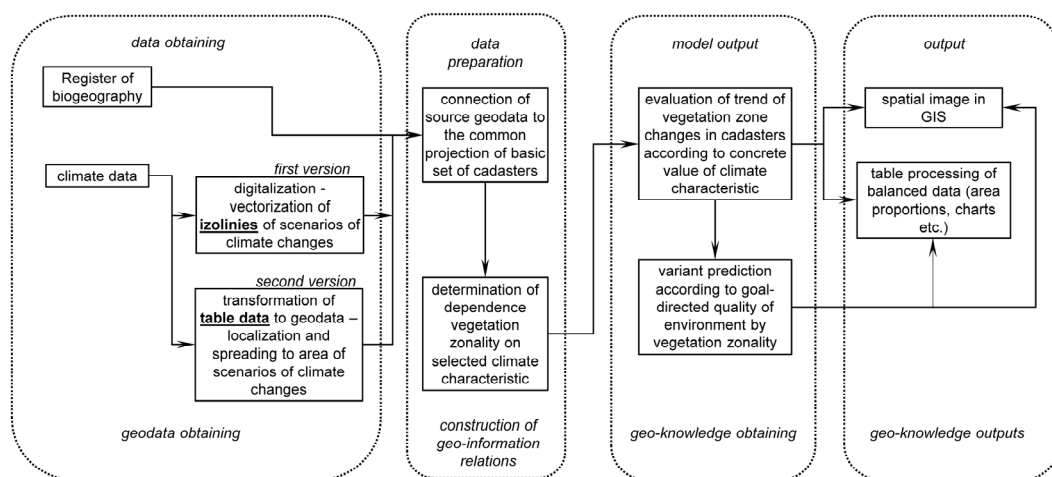 data obtaining
Register of
biogeography
climate data
first version
digitalization -
vectorization of
izolinies of scenarios of
climate changes
second version
transformation of
table data to geodata –
localization and
spreading to area of
scenarios of climate
changes
geodata obtaining
data
preparation
connection of
source geodata to
the common
projection of basic
set of cadasters
determination of
dependence
vegetation
zonality on
selected climate
characteristic
construction of
geo-information
relations
model output
evaluation of trend of
vegetation zone
changes in cadasters
according to concrete
value of climate
characteristic
variant prediction
according to goal-
directed quality of
environment by
vegetation zonality
geo-knowledge obtaining
output
spatial image in
GIS
table processing of
balanced data (area
proportions, charts
etc.)
geo-knowledge outputs